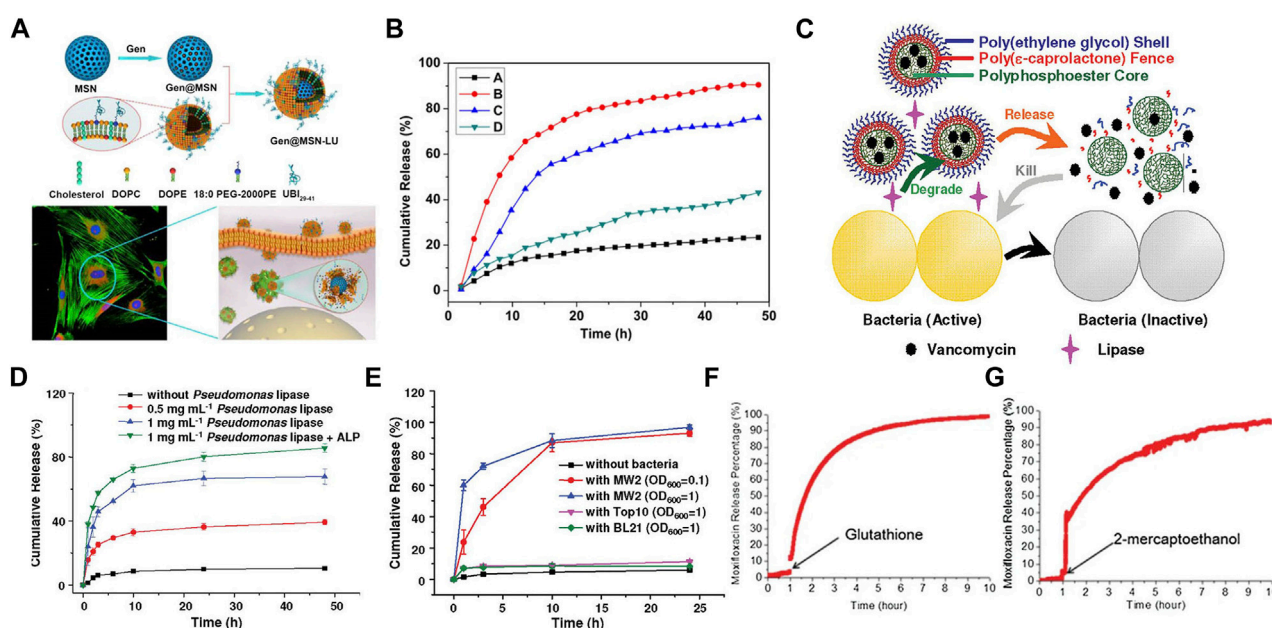 A
Gen
MSN
Gen@MSN
Gen@MSN-LU
Cholesterol DOPC DOPE 18:0 PEG-2000PE UBI29-41
B
Cumulative Release (%)
100
80
60
40
20
0
A
B
C
D
0 10 20 30 40 50
Time (h)
C
Poly(ethylene glycol) Shell
Poly(ε-caprolactone) Fence
Polyphosphoester Core
Release
Kill
Degrade
Bacteria (Active) Bacteria (Inactive)
Vancomycin Lipase
D
Cumulative Release (%)
120
80
40
0
without Pseudomonas lipase
0.5 mg mL-1 Pseudomonas lipase
1 mg mL-1 Pseudomonas lipase
1 mg mL-1 Pseudomonas lipase + ALP
0 10 20 30 40 50
Time (h)
E
Cumulative Release (%)
120
100
80
60
40
20
0
without bacteria
with MW2 (OD600=0.1)
with MW2 (OD600=1)
with Top10 (OD600=1)
with BL21 (OD600=1)
0 5 10 15 20 25
Time (h)
F
Moxifloxacin Release Percentage (%)
100
90
80
70
60
50
40
30
20
10
0
Glutathione
0 1 2 3 4 5 6 7 8 9 10
Time (hour)
G
Moxifloxacin Release Percentage (%)
100
90
80
70
60
50
40
30
20
10
0
2-mercaptoethanol
0 1 2 3 4 5 6 7 8 9 10
Time (hour)